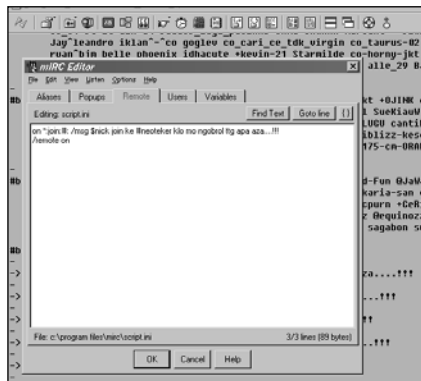 Jay^leandro iklan^~co goglev co_cari_ce_tdk_virgin co_taurus-02
ruan^bim belle phoenix idhacute +kevin-21 Starmilde co-horny-jkt
mIRC Editor
alle_29
File Edit View Listen Options Help
Aliases Popups Remote Users Variables
#b
kt +OJINK
Editing: script.ini Find Text Goto line { }
SueKiauW
on *:join:#: /msg $nick join ke #neoteker klo mo ngobrol ttg apa aza....!!!
LUCU canti
/remote on
iblizz-kes
175-cm-ORA
#b
d-Fun @JaW
karia-san
cpurn +CeR
z @equinoz
sagabon
#b
-> za....!!!
-> ...!!!
-> !!
-> ..!!!
File: c:\program files\mirc\script.ini 3/3 lines (89 bytes)
->
OK Cancel Help
->